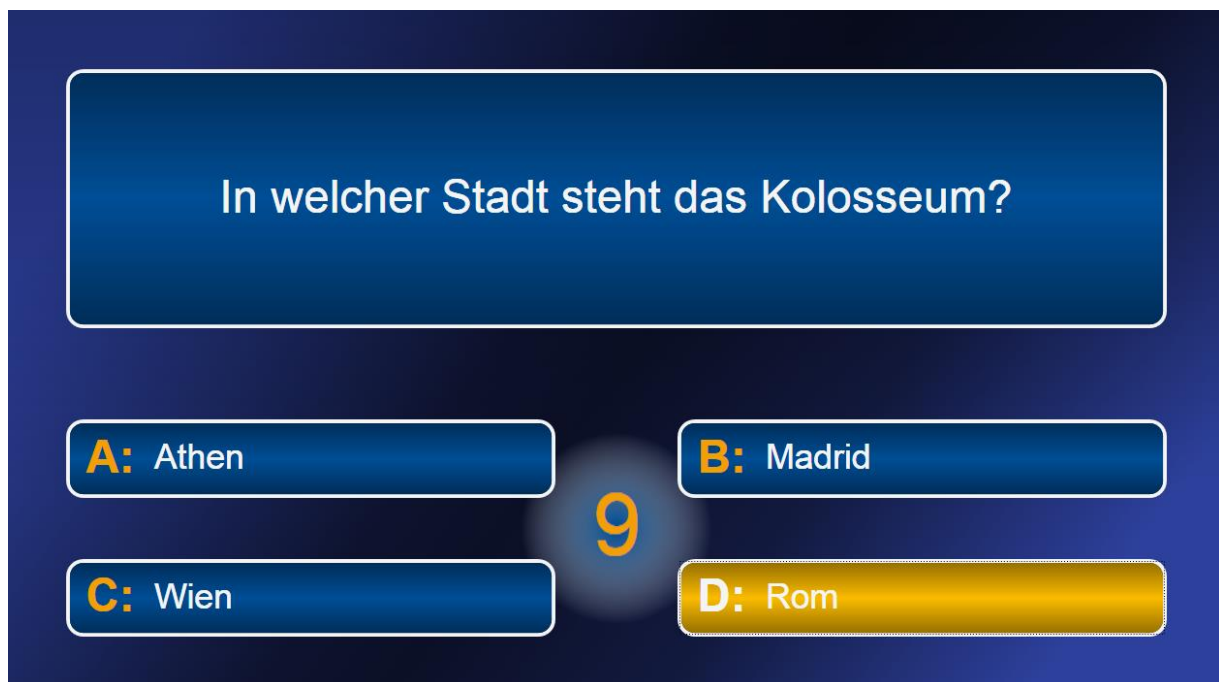 In welcher Stadt steht das Kolosseum?
A: Athen
B: Madrid
9
C: Wien
D: Rom